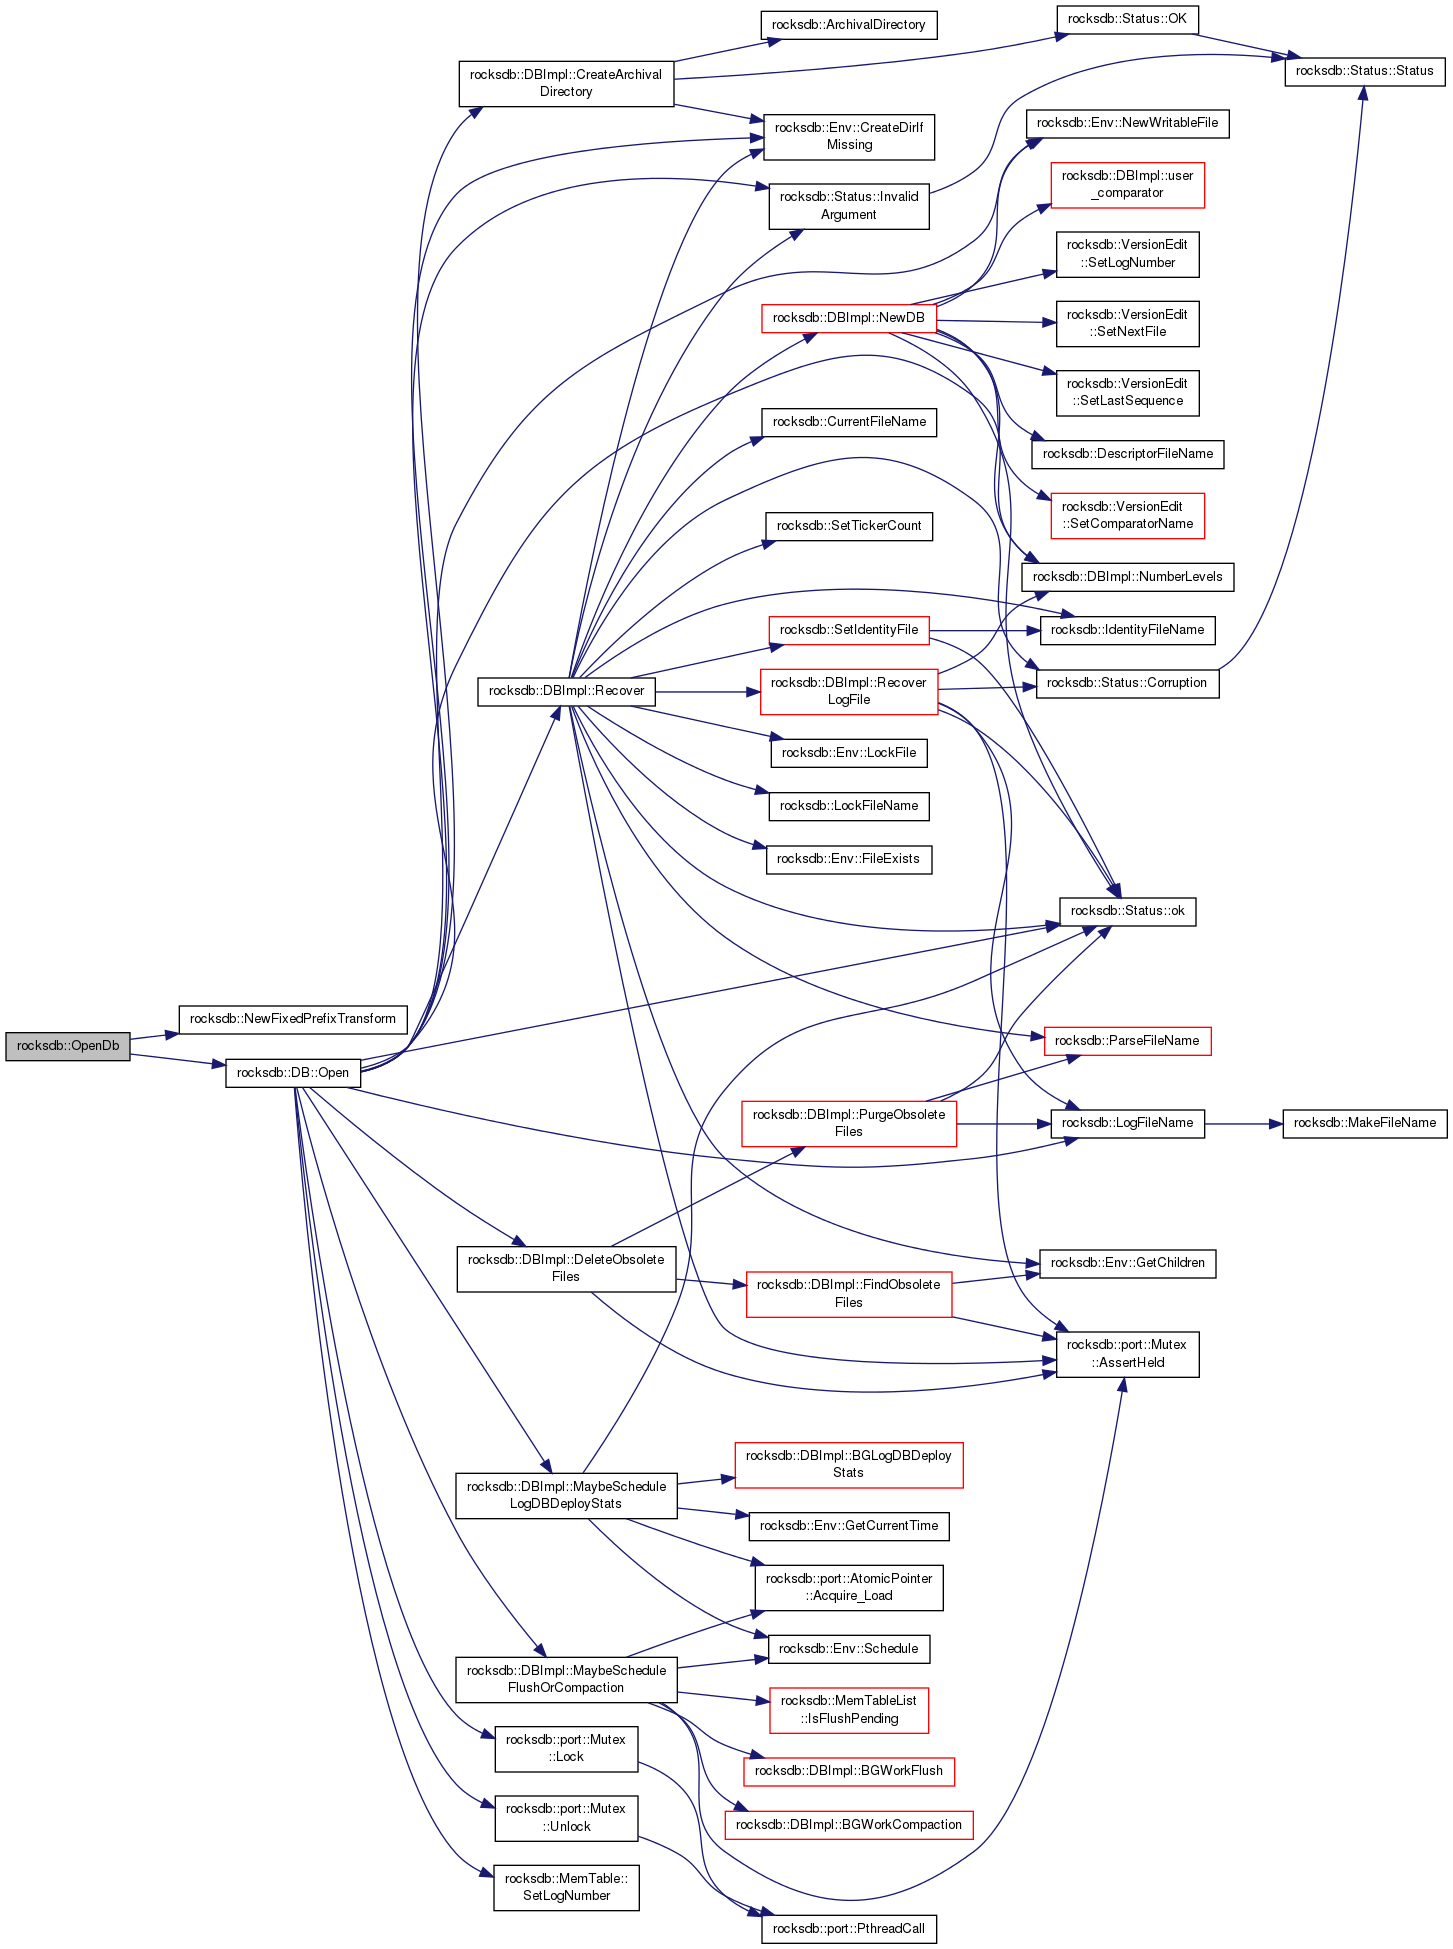 rocksdb::ArchivalDirectory
rocksdb::Status::OK
rocksdb::DBImpl::CreateArchival
Directory
rocksdb::Status::Status
rocksdb::Env::CreateDirIf
Missing
rocksdb::Env::NewWritableFile
rocksdb::DBImpl::user
_comparator
rocksdb::Status::Invalid
Argument
rocksdb::VersionEdit
::SetLogNumber
rocksdb::DBImpl::NewDB
rocksdb::VersionEdit
::SetNextFile
rocksdb::VersionEdit
::SetLastSequence
rocksdb::CurrentFileName
rocksdb::DescriptorFileName
rocksdb::SetTickerCount
rocksdb::VersionEdit
::SetComparatorName
rocksdb::DBImpl::NumberLevels
rocksdb::SetIdentityFile
rocksdb::IdentityFileName
rocksdb::DBImpl::Recover
rocksdb::DBImpl::Recover
LogFile
rocksdb::Status::Corruption
rocksdb::Env::LockFile
rocksdb::LockFileName
rocksdb::Env::FileExists
rocksdb::Status::ok
rocksdb::NewFixedPrefixTransform
rocksdb::OpenDb
rocksdb::DB::Open
rocksdb::ParseFileName
rocksdb::DBImpl::PurgeObsolete
Files
rocksdb::LogFileName
rocksdb::MakeFileName
rocksdb::DBImpl::DeleteObsolete
Files
rocksdb::DBImpl::FindObsolete
Files
rocksdb::Env::GetChildren
rocksdb::port::Mutex
::AssertHeld
rocksdb::DBImpl::BGLogDBDeploy
Stats
rocksdb::DBImpl::MaybeSchedule
LogDBDeployStats
rocksdb::Env::GetCurrentTime
rocksdb::port::AtomicPointer
::Acquire_Load
rocksdb::Env::Schedule
rocksdb::DBImpl::MaybeSchedule
FlushOrCompaction
rocksdb::MemTableList
::IsFlushPending
rocksdb::port::Mutex
::Lock
rocksdb::DBImpl::BGWorkFlush
rocksdb::port::Mutex
::Unlock
rocksdb::DBImpl::BGWorkCompaction
rocksdb::MemTable::
SetLogNumber
rocksdb::port::PthreadCall